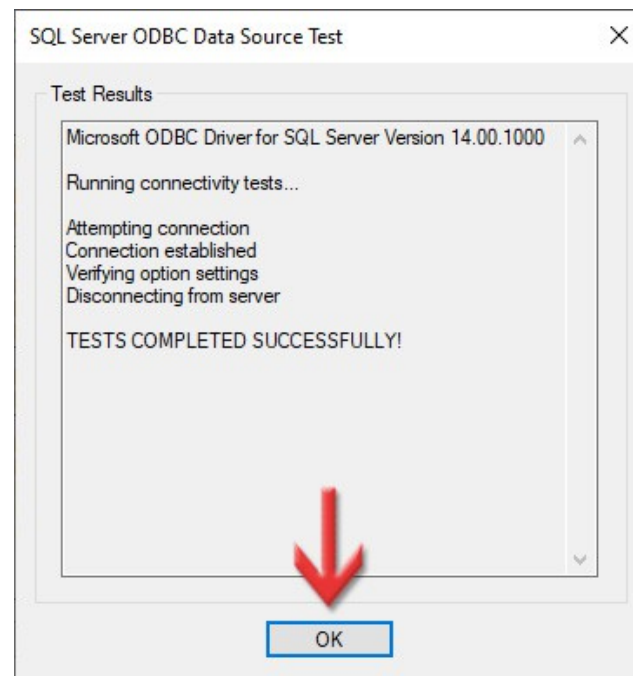 SQL Server ODBC Data Source Test
Test Results
Microsoft ODBC Driver for SQL Server Version 14.00.1000
Running connectivity tests...
Attempting connection
Connection established
Verifying option settings
Disconnecting from server
TESTS COMPLETED SUCCESSFULLY!
OK